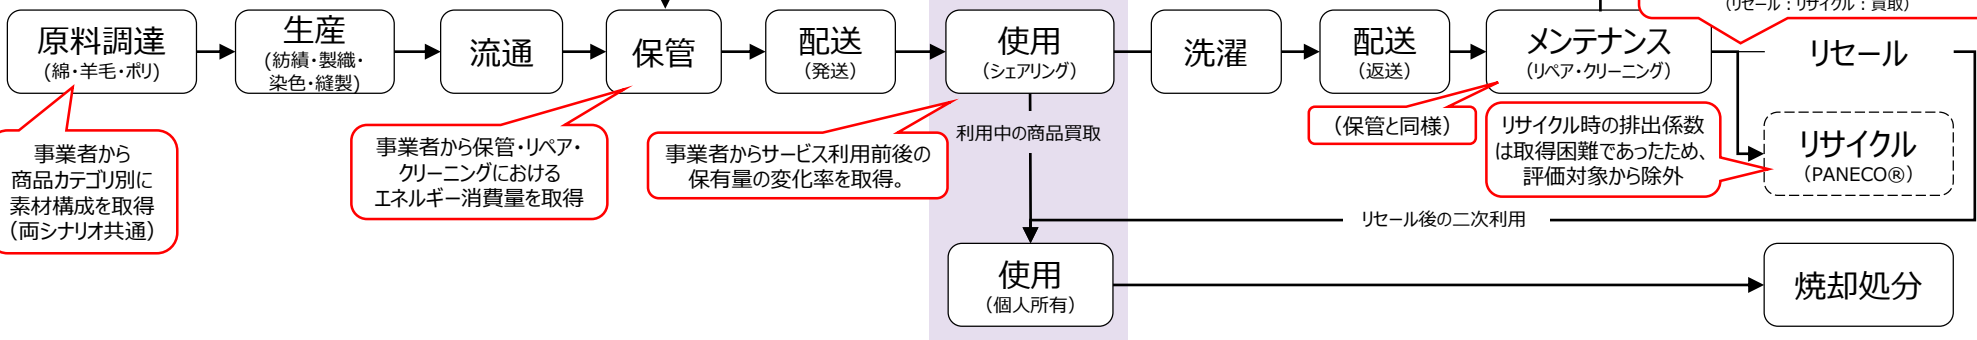 (リセール：リサイクル：買取)
原料調達
(綿・羊毛・ポリ)
生産
(紡績・製織・
染色・縫製)
流通
保管
配送
(発送)
使用
(シェアリング)
洗濯
配送
(返送)
メンテナンス
(リペア・クリーニング)
リセール
事業者から
商品カテゴリ別に
素材構成を取得
(両シナリオ共通)
事業者から保管・リペア・
クリーニングにおける
エネルギー消費量を取得
事業者からサービス利用前後の
保有量の変化率を取得。
利用中の商品買取
(保管と同様)
リサイクル時の排出係数
は取得困難であったため、
評価対象から除外
リサイクル
(PANECO®)
リセール後の二次利用
使用
(個人所有)
焼却処分